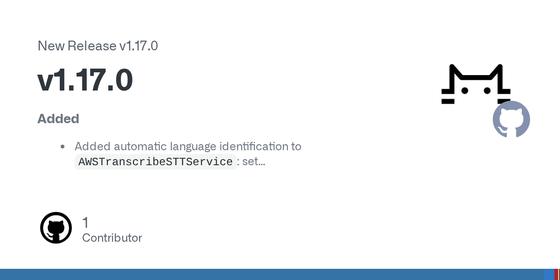 New Release v1.17.0
v1.17.0
Added
• Added automatic language identification to
AWSTranscribeSTTService: set...
1
Contributor